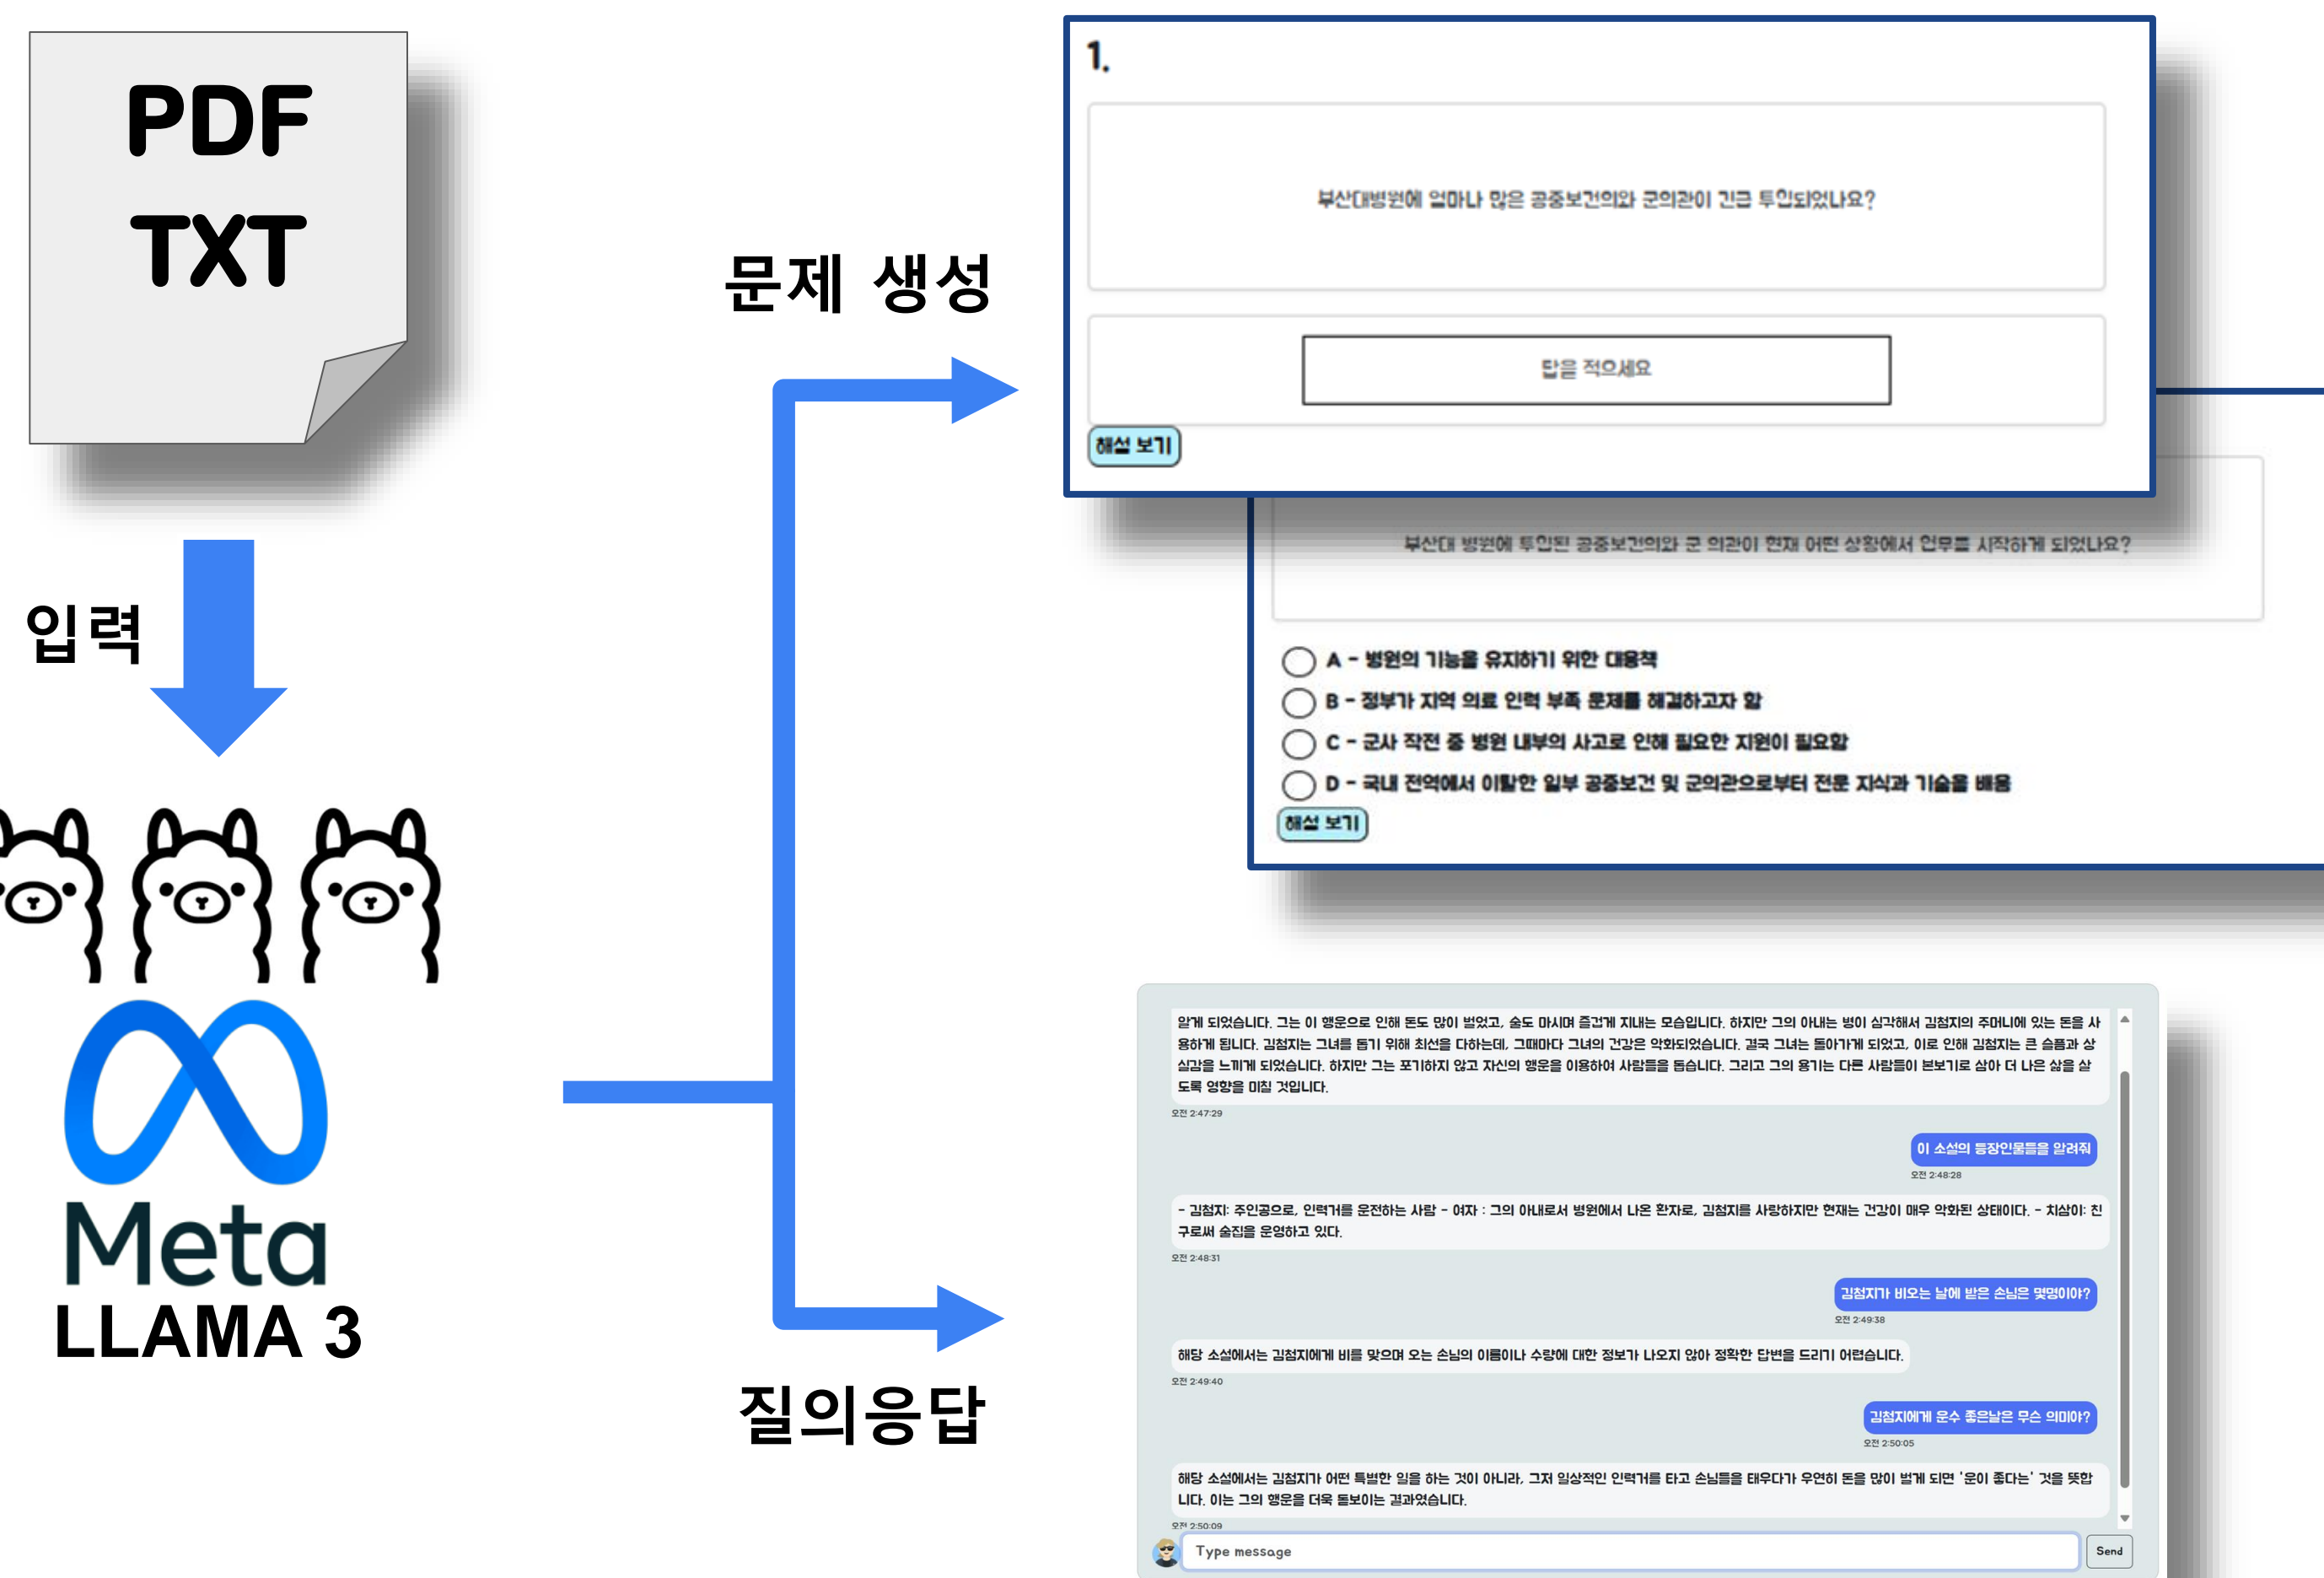 PDF
TXT
입력
Meta
LLAMA 3
문제 생성
1.
부산대병원에 얼마나 많은 공중보건의와 군의관이 긴급 투입되었나요?
답을 적으세요
해설 보기
부산대 병원에 투입된 공중보건의와 군 의관이 현재 어떤 상황에서 업무를 시작하게 되었나요?
A - 병원의 기능을 유지하기 위한 대응책
B - 정부가 지역 의료 인력 부족 문제를 해결하고자 함
C - 군사 작전 중 병원 내부의 사고로 인해 필요한 지원이 필요함
D - 국내 전역에서 이탈한 일부 공중보건 및 군의관으로부터 전문 지식과 기술을 배움
해설 보기
질의응답
알게 되었습니다. 그는 이 행운으로 인해 돈도 많이 벌었고, 술도 마시며 즐겁게 지내는 모습입니다. 하지만 그의 아내는 병이 심각해서 김첨지의 주머니에 있는 돈을 사
용하게 됩니다. 김첨지는 그녀를 돕기 위해 최선을 다하는데, 그때마다 그녀의 건강은 악화되었습니다. 결국 그녀는 돌아가게 되었고, 이로 인해 김첨지는 큰 슬픔과 상
실감을 느끼게 되었습니다. 하지만 그는 포기하지 않고 자신의 행운을 이용하여 사람들을 돕습니다. 그리고 그의 용기는 다른 사람들이 본보기로 삼아 더 나은 삶을 살
도록 영향을 미칠 것입니다.
오전 2:47:29
이 소설의 등장인물들을 알려줘
오전 2:48:28
- 김첨지: 주인공으로, 인력거를 운전하는 사람 - 여자 : 그의 아내로서 병원에서 나온 환자로, 김첨지를 사랑하지만 현재는 건강이 매우 악화된 상태이다. - 치삼이: 친
구로써 술집을 운영하고 있다.
오전 2:48:31
김첨지가 비오는 날에 받은 손님은 몇명이야?
오전 2:49:38
해당 소설에서는 김첨지에게 비를 맞으며 오는 손님의 이름이나 수량에 대한 정보가 나오지 않아 정확한 답변을 드리기 어렵습니다.
오전 2:49:40
김첨지에게 운수 좋은날은 무슨 의미야?
오전 2:50:05
해당 소설에서는 김첨지가 어떤 특별한 일을 하는 것이 아니라, 그저 일상적인 인력거를 타고 손님들을 태우다가 우연히 돈을 많이 벌게 되면 '운이 좋다는' 것을 뜻합
니다. 이는 그의 행운을 더욱 돋보이는 결과였습니다.
오전 2:50:09
Type message
Send